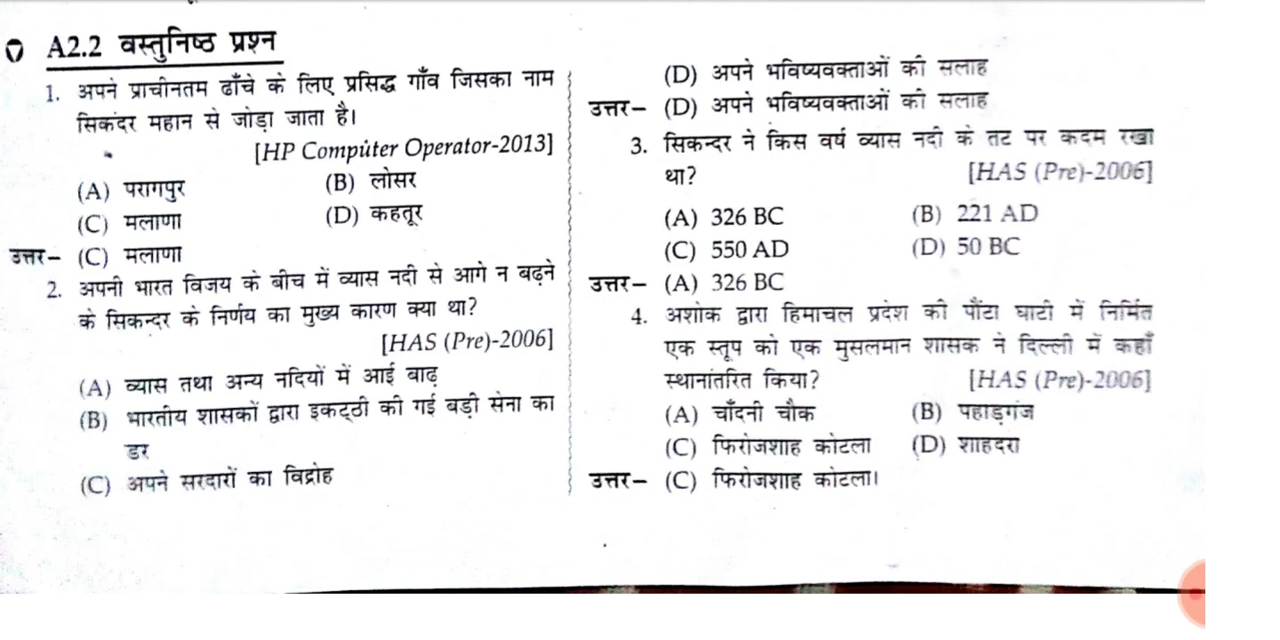 A2.2 वस्तुनिष्ठ प्रश्न
1. अपने प्राचीनतम ढाँचे के लिए प्रसिद्ध गाँव जिसका नाम
सिकंदर महान से जोड़ा जाता है।
[HP Computer Operator-2013]
(A) परागपुर (B) लोसर
(C) मलाणा (D) कहतूर
उत्तर– (C) मलाणा
2. अपनी भारत विजय के बीच में व्यास नदी से आगे न बढ़ने
के सिकन्दर के निर्णय का मुख्य कारण क्या था?
[HAS (Pre)-2006]
(A) व्यास तथा अन्य नदियों में आई बाढ़
(B) भारतीय शासकों द्वारा इकट्ठी की गई बड़ी सेना का
डर
(C) अपने सरदारों का विद्रोह
(D) अपने भविष्यवक्ताओं की सलाह
उत्तर– (D) अपने भविष्यवक्ताओं की सलाह
3. सिकन्दर ने किस वर्ष व्यास नदी के तट पर कदम रखा
था? [HAS (Pre)-2006]
(A) 326 BC (B) 221 AD
(C) 550 AD (D) 50 BC
उत्तर– (A) 326 BC
4. अशोक द्वारा हिमाचल प्रदेश की पौंटा घाटी में निर्मित
एक स्तूप को एक मुसलमान शासक ने दिल्ली में कहाँ
स्थानांतरित किया? [HAS (Pre)-2006]
(A) चाँदनी चौक (B) पहाड़गंज
(C) फिरोजशाह कोटला (D) शाहदरा
उत्तर– (C) फिरोजशाह कोटला।